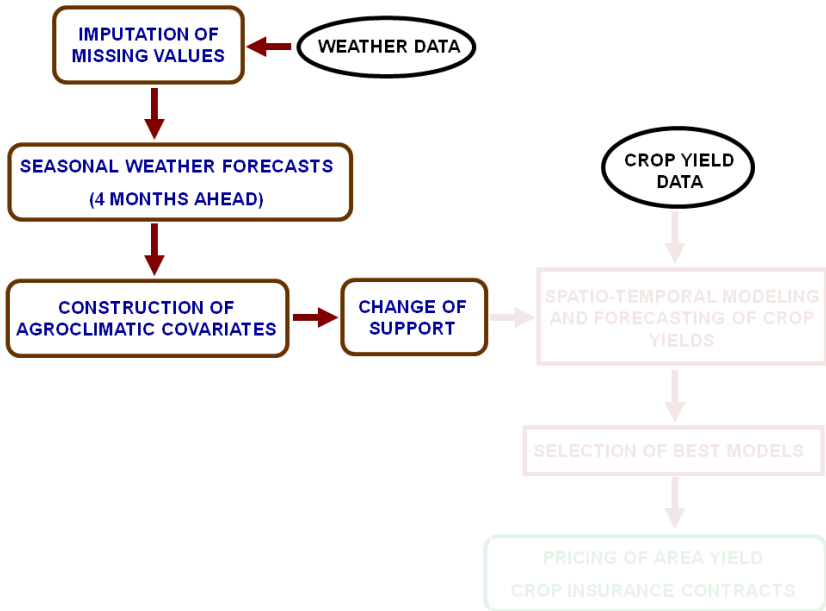 IMPUTATION OF
MISSING VALUES
WEATHER DATA
SEASONAL WEATHER FORECASTS
(4 MONTHS AHEAD)
CROP YIELD
DATA
CONSTRUCTION OF
AGROCLIMATIC COVARIATES
CHANGE OF
SUPPORT
SPATIO-TEMPORAL MODELING
AND FORECASTING OF CROP
YIELDS
SELECTION OF BEST MODELS
PRICING OF AREA YIELD
CROP INSURANCE CONTRACTS